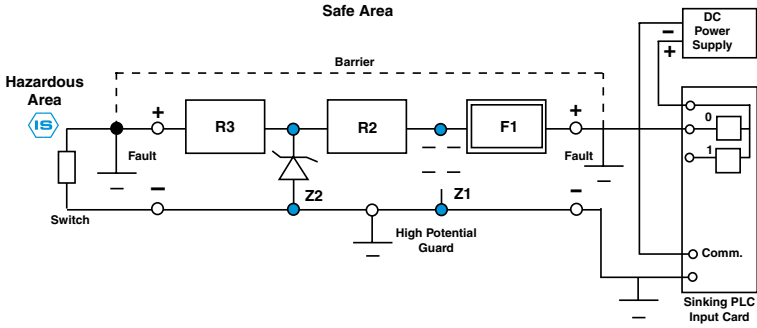 Safe Area
DC
Power
Supply
−
+
Barrier
Hazardous
Area
IS
+
R3
R2
F1
+
0
1
Fault
Fault
−
Z2
Z1
−
Switch
High Potential
Guard
Comm.
Sinking PLC
Input Card